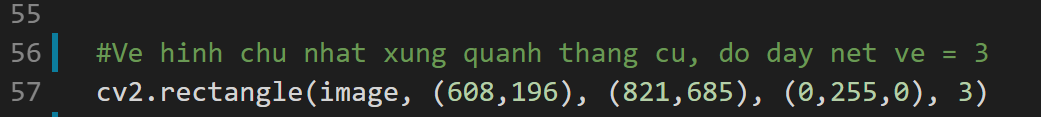 55
56 #Ve hinh chu nhat xung quanh thang cu, do day net ve = 3
57 cv2.rectangle(image, (608,196), (821,685), (0,255,0), 3)